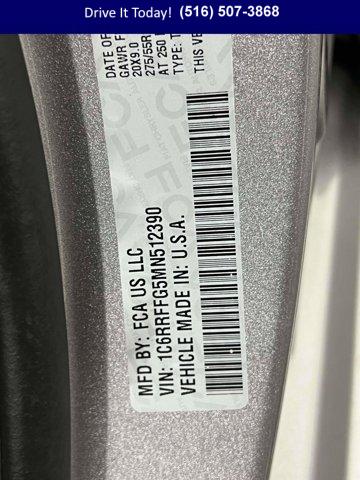 Drive It Today! (516) 507-3868
DATE OF
GAWR F
20X9.0
275/55R
AT 250
TYPE: T
THIS VE
MFD BY: FCA US LLC
VIN: 1C6RRFFG5MN512390
VEHICLE MADE IN: U.S.A.